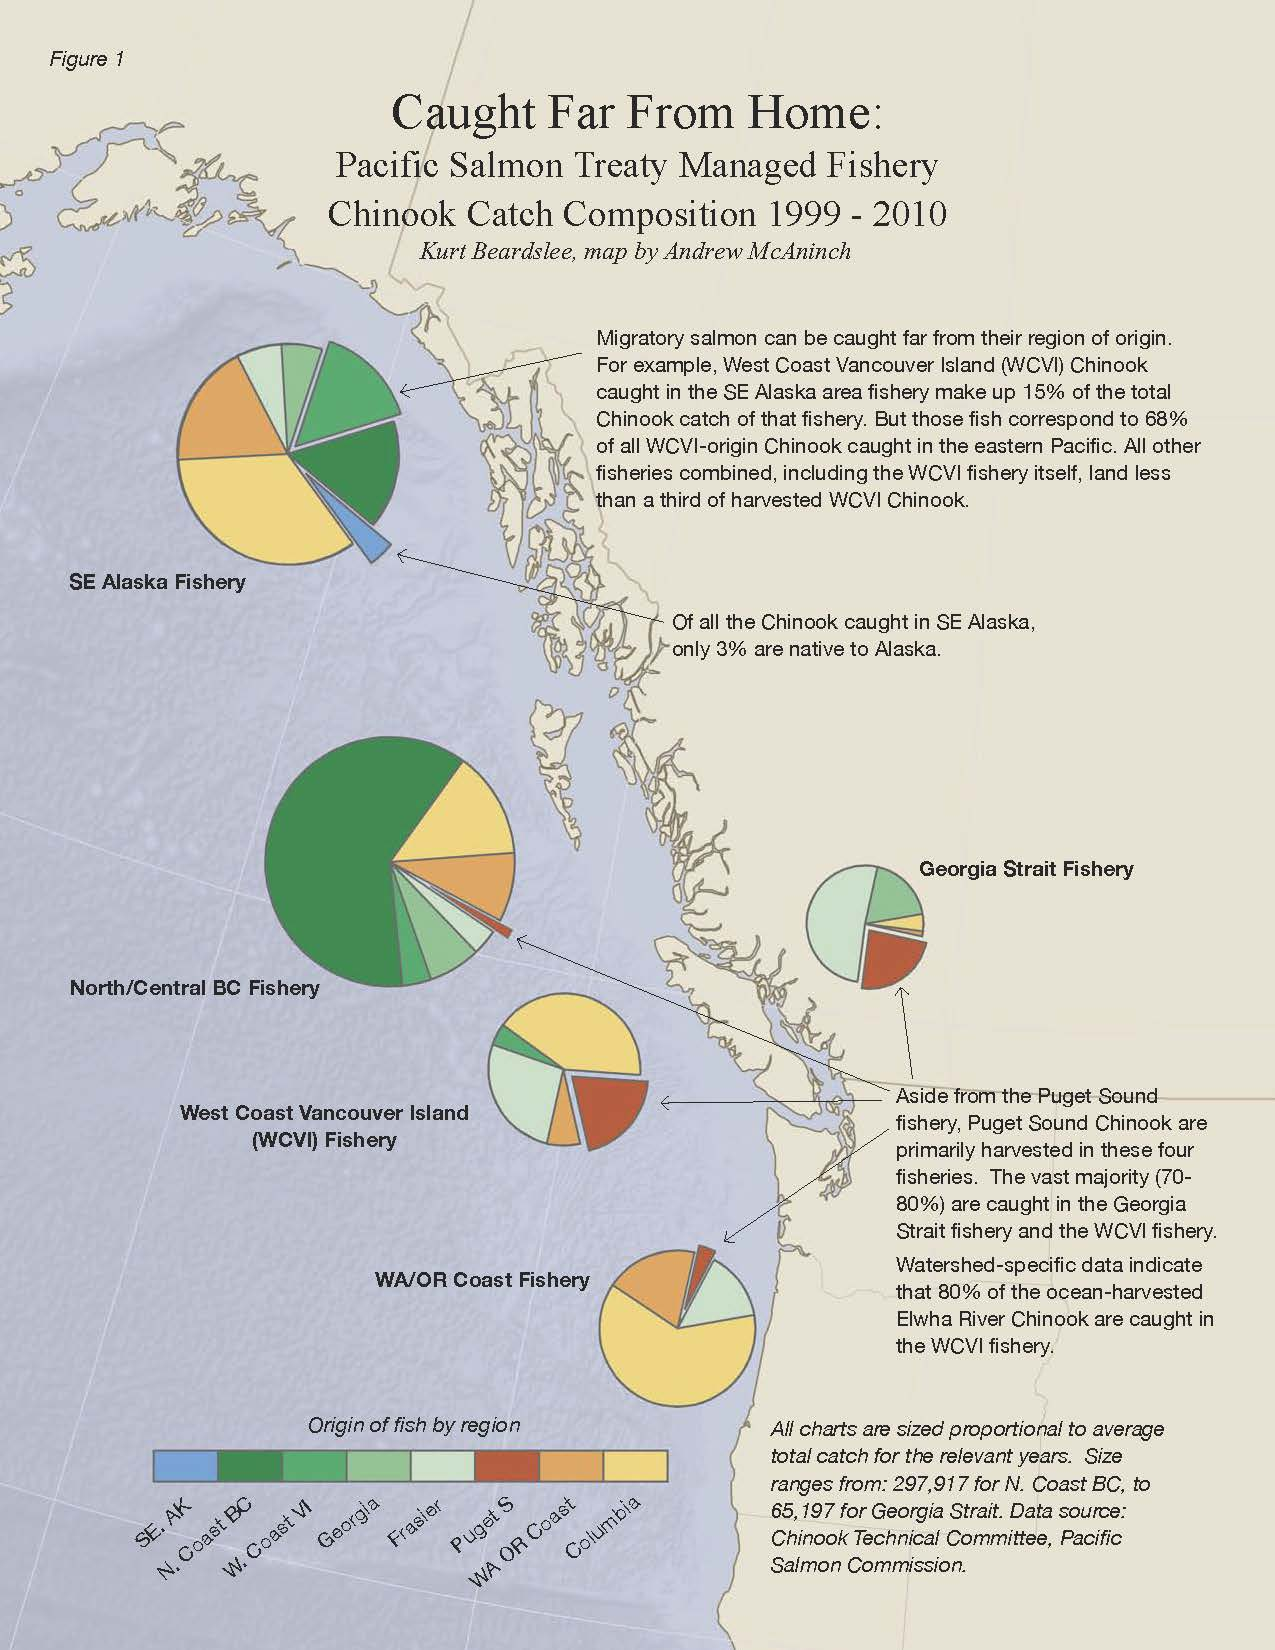 Figure 1
Caught Far From Home:
Pacific Salmon Treaty Managed Fishery
Chinook Catch Composition 1999 - 2010
Kurt Beardslee, map by Andrew McAninch
Migratory salmon can be caught far from their region of origin.
For example, West Coast Vancouver Island (WCVI) Chinook
caught in the SE Alaska area fishery make up 15% of the total
Chinook catch of that fishery. But those fish correspond to 68%
of all WCVI-origin Chinook caught in the eastern Pacific. All other
fisheries combined, including the WCVI fishery itself, land less
than a third of harvested WCVI Chinook.
SE Alaska Fishery
Of all the Chinook caught in SE Alaska,
only 3% are native to Alaska.
Georgia Strait Fishery
North/Central BC Fishery
West Coast Vancouver Island
(WCVI) Fishery
Aside from the Puget Sound
fishery, Puget Sound Chinook are
primarily harvested in these four
fisheries. The vast majority (70-
80%) are caught in the Georgia
Strait fishery and the WCVI fishery.
Watershed-specific data indicate
that 80% of the ocean-harvested
Elwha River Chinook are caught in
the WCVI fishery.
WA/OR Coast Fishery
Origin of fish by region
SE. AK
N. Coast BC
W. Coast VI
Georgia
Frasier
Puget S
WA OR Coast
Columbia
All charts are sized proportional to average
total catch for the relevant years. Size
ranges from: 297,917 for N. Coast BC, to
65,197 for Georgia Strait. Data source:
Chinook Technical Committee, Pacific
Salmon Commission.